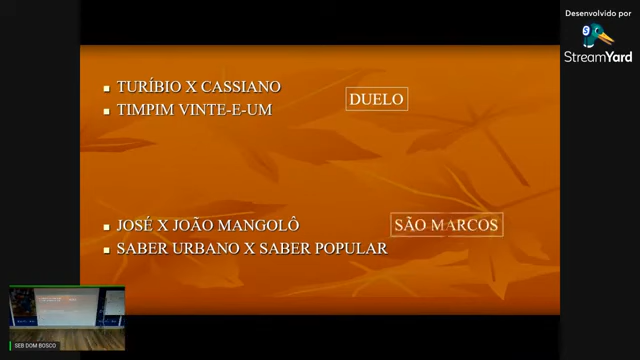 Desenvolvido por
StreamYard
TURÍBIO X CASSIANO
TIMPIM VINTE-E-UM
DUELO
JOSÉ X JOÃO MANGOLÔ
SABER URBANO X SABER POPULAR
SÃO MARCOS
SEB DOM BOSCO